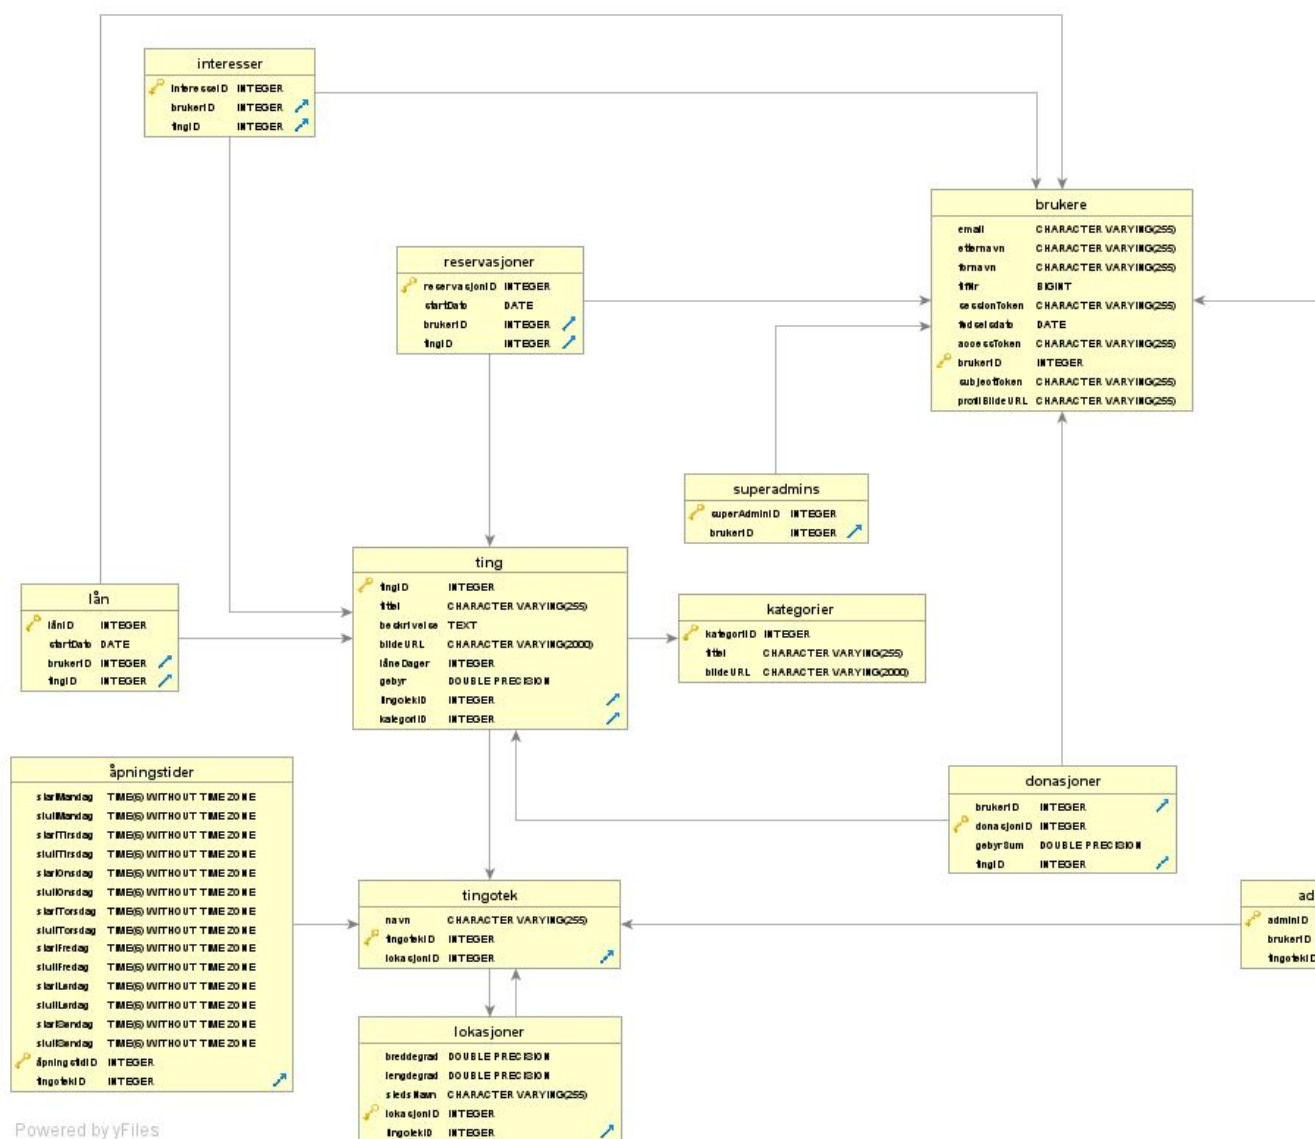 interesser
interesseID INTEGER
brukerID INTEGER
tingID INTEGER
brukere
email CHARACTER VARYING(255)
etternavn CHARACTER VARYING(255)
fornavn CHARACTER VARYING(255)
tlfNr BIGINT
sessionToken CHARACTER VARYING(255)
fødselsdato DATE
accessToken CHARACTER VARYING(255)
brukerID INTEGER
subjectToken CHARACTER VARYING(255)
profilBildeURL CHARACTER VARYING(255)
reservasjoner
reservasjonID INTEGER
startDato DATE
brukerID INTEGER
tingID INTEGER
superadmins
superAdminID INTEGER
brukerID INTEGER
ting
tingID INTEGER
tittel CHARACTER VARYING(255)
beskrivelse TEXT
bildeURL CHARACTER VARYING(2000)
låneDager INTEGER
gebyr DOUBLE PRECISION
tingotekID INTEGER
kategoriID INTEGER
lån
lånID INTEGER
startDato DATE
brukerID INTEGER
tingID INTEGER
kategorier
kategoriID INTEGER
tittel CHARACTER VARYING(255)
bildeURL CHARACTER VARYING(2000)
åpningstider
startMandag TIME(6) WITHOUT TIME ZONE
sluttMandag TIME(6) WITHOUT TIME ZONE
startTirsdag TIME(6) WITHOUT TIME ZONE
sluttTirsdag TIME(6) WITHOUT TIME ZONE
startOnsdag TIME(6) WITHOUT TIME ZONE
sluttOnsdag TIME(6) WITHOUT TIME ZONE
startTorsdag TIME(6) WITHOUT TIME ZONE
sluttTorsdag TIME(6) WITHOUT TIME ZONE
startFredag TIME(6) WITHOUT TIME ZONE
sluttFredag TIME(6) WITHOUT TIME ZONE
startLørdag TIME(6) WITHOUT TIME ZONE
sluttLørdag TIME(6) WITHOUT TIME ZONE
startSøndag TIME(6) WITHOUT TIME ZONE
sluttSøndag TIME(6) WITHOUT TIME ZONE
åpningstidID INTEGER
tingotekID INTEGER
donasjoner
brukerID INTEGER
donasjonID INTEGER
gebyrSum DOUBLE PRECISION
tingID INTEGER
tingotek
navn CHARACTER VARYING(255)
tingotekID INTEGER
lokasjonID INTEGER
ad
adminID
brukerID
tingotekID
lokasjoner
breddegrad DOUBLE PRECISION
lengdegrad DOUBLE PRECISION
stedsNavn CHARACTER VARYING(255)
lokasjonID INTEGER
tingotekID INTEGER
Powered by yFiles